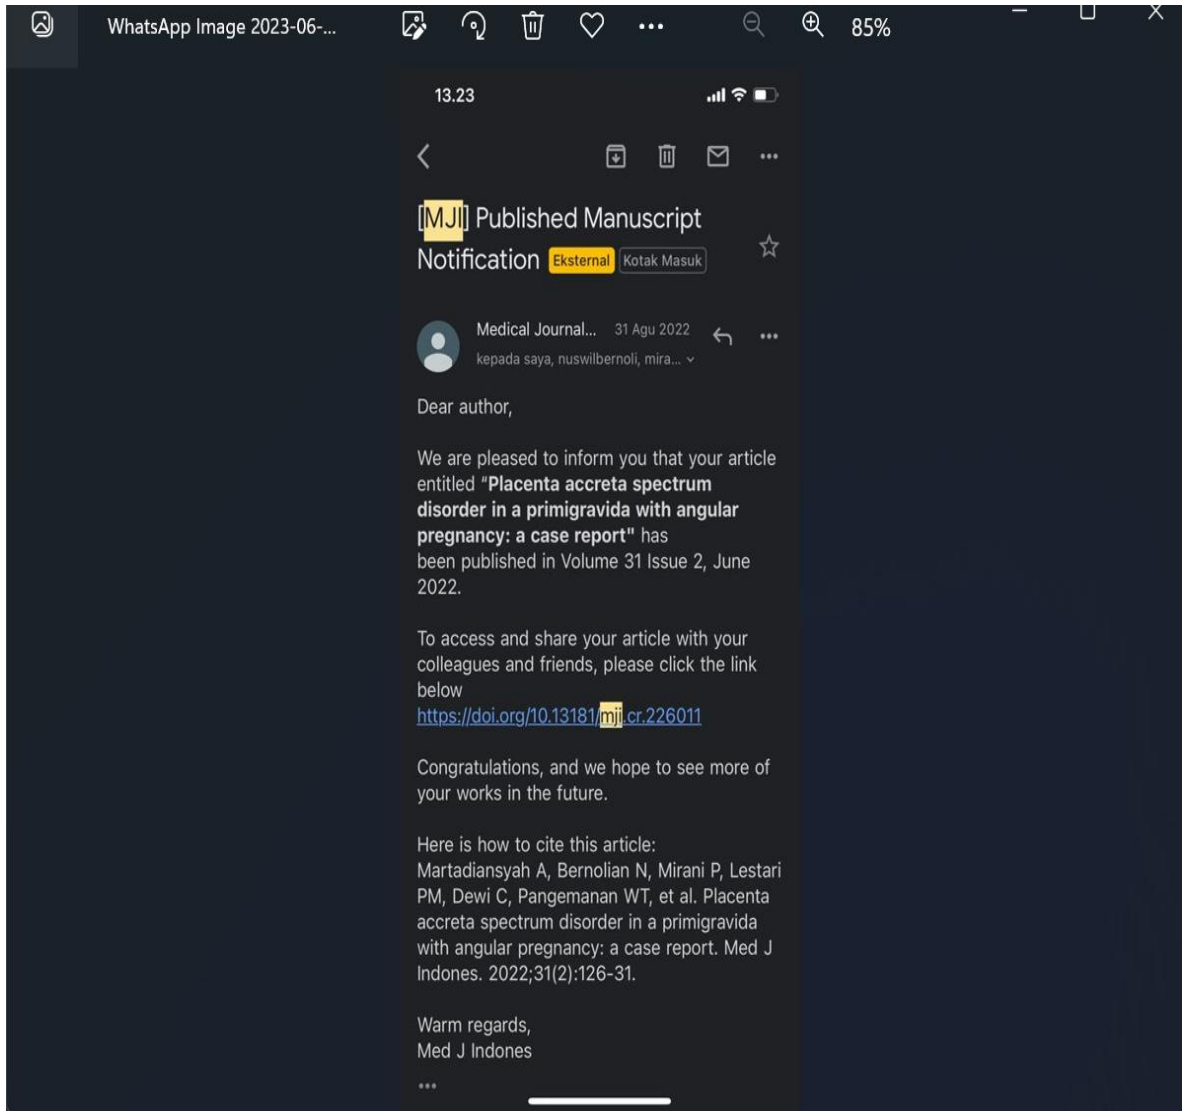 WhatsApp Image 2023-06-...
85%
13.23
[MJI] Published Manuscript
Notification Eksternal Kotak Masuk
Medical Journal... 31 Agu 2022
kepada saya, nuswilbernoli, mira...
Dear author,
We are pleased to inform you that your article
entitled “Placenta accreta spectrum
disorder in a primigravida with angular
pregnancy: a case report" has
been published in Volume 31 Issue 2, June
2022.
To access and share your article with your
colleagues and friends, please click the link
below
https://doi.org/10.13181/mji.cr.226011
Congratulations, and we hope to see more of
your works in the future.
Here is how to cite this article:
Martadiansyah A, Bernolian N, Mirani P, Lestari
PM, Dewi C, Pangemanan WT, et al. Placenta
accreta spectrum disorder in a primigravida
with angular pregnancy: a case report. Med J
Indones. 2022;31(2):126-31.
Warm regards,
Med J Indones